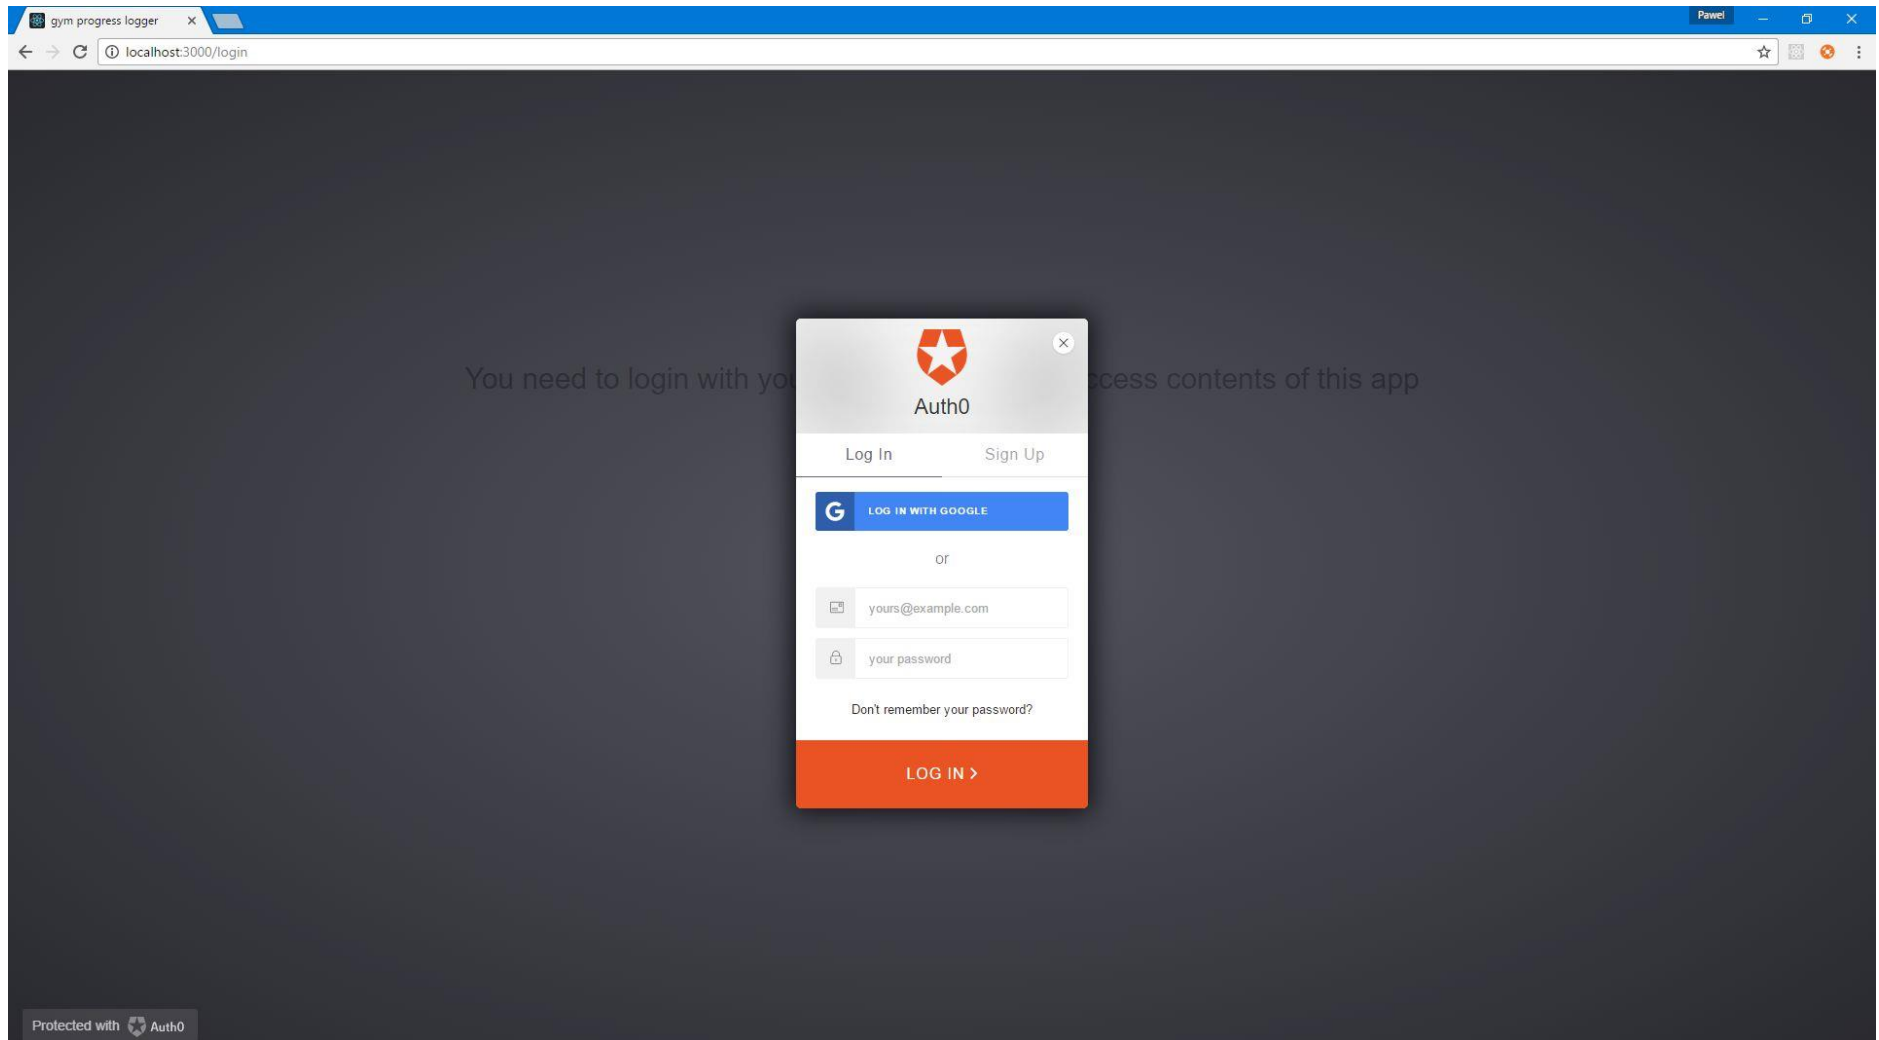 gym progress logger
Pawel
localhost:3000/login
You need to login with you ccess contents of this app
Auth0
Log In Sign Up
G LOG IN WITH GOOGLE
or
yours@example.com
your password
Don't remember your password?
LOG IN >
Protected with Auth0